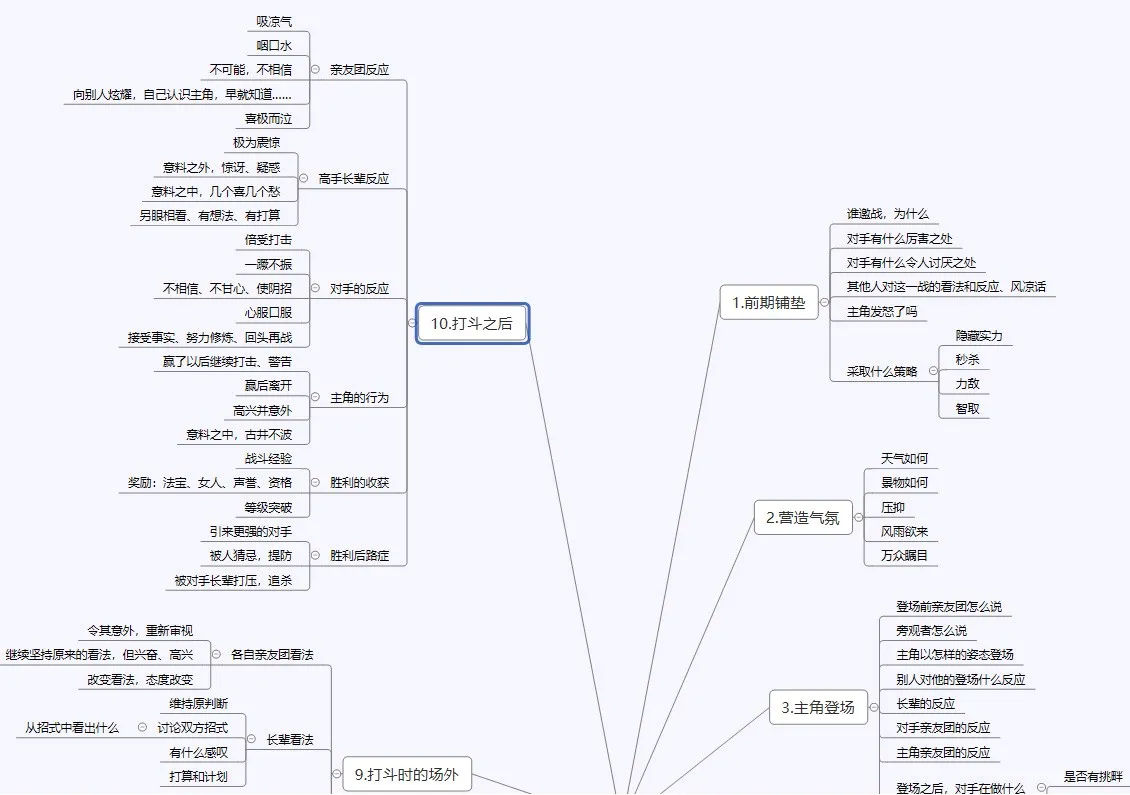 1.前期铺垫
谁邀战，为什么
对手有什么厉害之处
对手有什么令人讨厌之处
其他人对这一战的看法和反应、风凉话
主角发怒了吗
采取什么策略
隐藏实力
秒杀
力敌
智取
2.营造气氛
天气如何
景物如何
压抑
风雨欲来
万众瞩目
3.主角登场
登场前亲友团怎么说
旁观者怎么说
主角以怎样的姿态登场
别人对他的登场什么反应
长辈的反应
对手亲友团的反应
主角亲友团的反应
登场之后，对手在做什么
是否有挑衅
9.打斗时的场外
各自亲友团看法
令其意外，重新审视
继续坚持原来的看法，但兴奋、高兴
改变看法，态度改变
长辈看法
维持原判断
讨论双方招式
从招式中看出什么
有什么感叹
打算和计划
10.打斗之后
亲友团反应
吸凉气
咽口水
不可能，不相信
向别人炫耀，自己认识主角，早就知道......
喜极而泣
高手长辈反应
极为震惊
意料之外，惊讶、疑惑
意料之中，几个喜几个愁
另眼相看、有想法、有打算
对手的反应
倍受打击
一蹶不振
不相信、不甘心、使阴招
心服口服
接受事实、努力修炼、回头再战
主角的行为
赢了以后继续打击、警告
赢后离开
高兴并意外
意料之中，古井不波
胜利的收获
战斗经验
奖励：法宝、女人、声誉、资格
等级突破
胜利后路症
引来更强的对手
被人猜忌，提防
被对手长辈打压，追杀